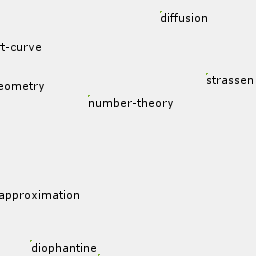 diffusion
t-curve
strassen
eometry
number-theory
approximation
diophantine